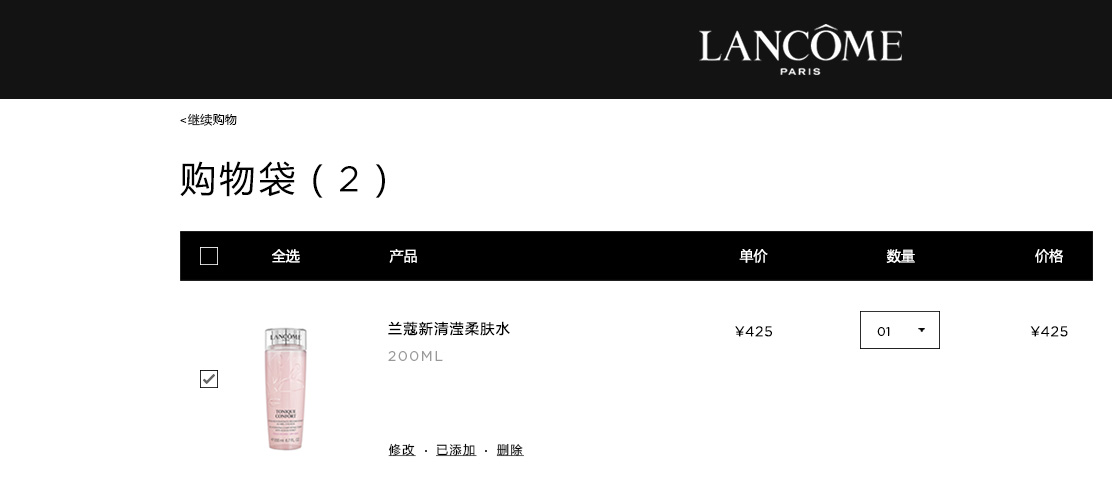 LANCÔME
PARIS
<继续购物
购物袋 ( 2 )
全选 产品 单价 数量 价格
兰蔻新清滢柔肤水 ¥425 01 ¥425
200ML
LANCÔME
TONIQUE
CONFORT
修改 · 已添加 · 删除